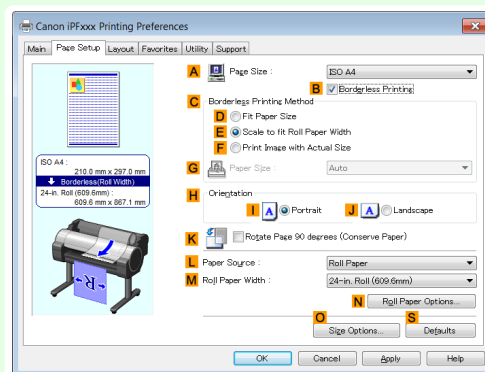 Canon iPFxxx Printing Preferences
Main Page Setup Layout Favorites Utility Support
A Page Size : ISO A4
B Borderless Printing
C Borderless Printing Method
D Fit Paper Size
E Scale to fit Roll Paper Width
F Print Image with Actual Size
G Paper Size : Auto
ISO A4 :
210.0 mm x 297.0 mm
Borderless(Roll Width)
24-in. Roll (609.6mm) :
609.6 mm x 867.1 mm
H Orientation
I A Portrait J A Landscape
K Rotate Page 90 degrees (Conserve Paper)
L Paper Source : Roll Paper
M Roll Paper Width : 24-in. Roll (609.6mm)
R
N Roll Paper Options...
O S
Size Options... Defaults
OK Cancel Apply Help